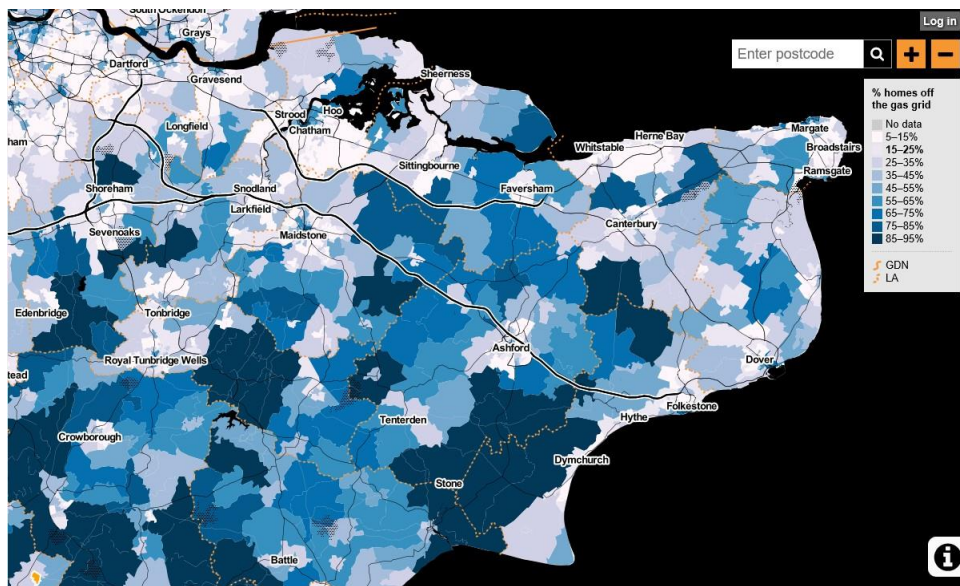 South Ockendon
Grays
Log in
Enter postcode
+
−
Dartford
Gravesend
Sheerness
% homes off
the gas grid
No data
5–15%
15–25%
25–35%
35–45%
45–55%
55–65%
65–75%
75–85%
85–95%
GDN
LA
Strood
Hoo
Longfield
Chatham
ham
Herne Bay
Margate
Whitstable
Broadstairs
Sittingbourne
Ramsgate
Shoreham
Snodland
Faversham
Larkfield
Canterbury
Sevenoaks
Maidstone
Edenbridge
Tonbridge
Ashford
Royal Tunbridge Wells
Dover
tead
Folkestone
Hythe
Tenterden
Crowborough
Dymchurch
Stone
Battle
i